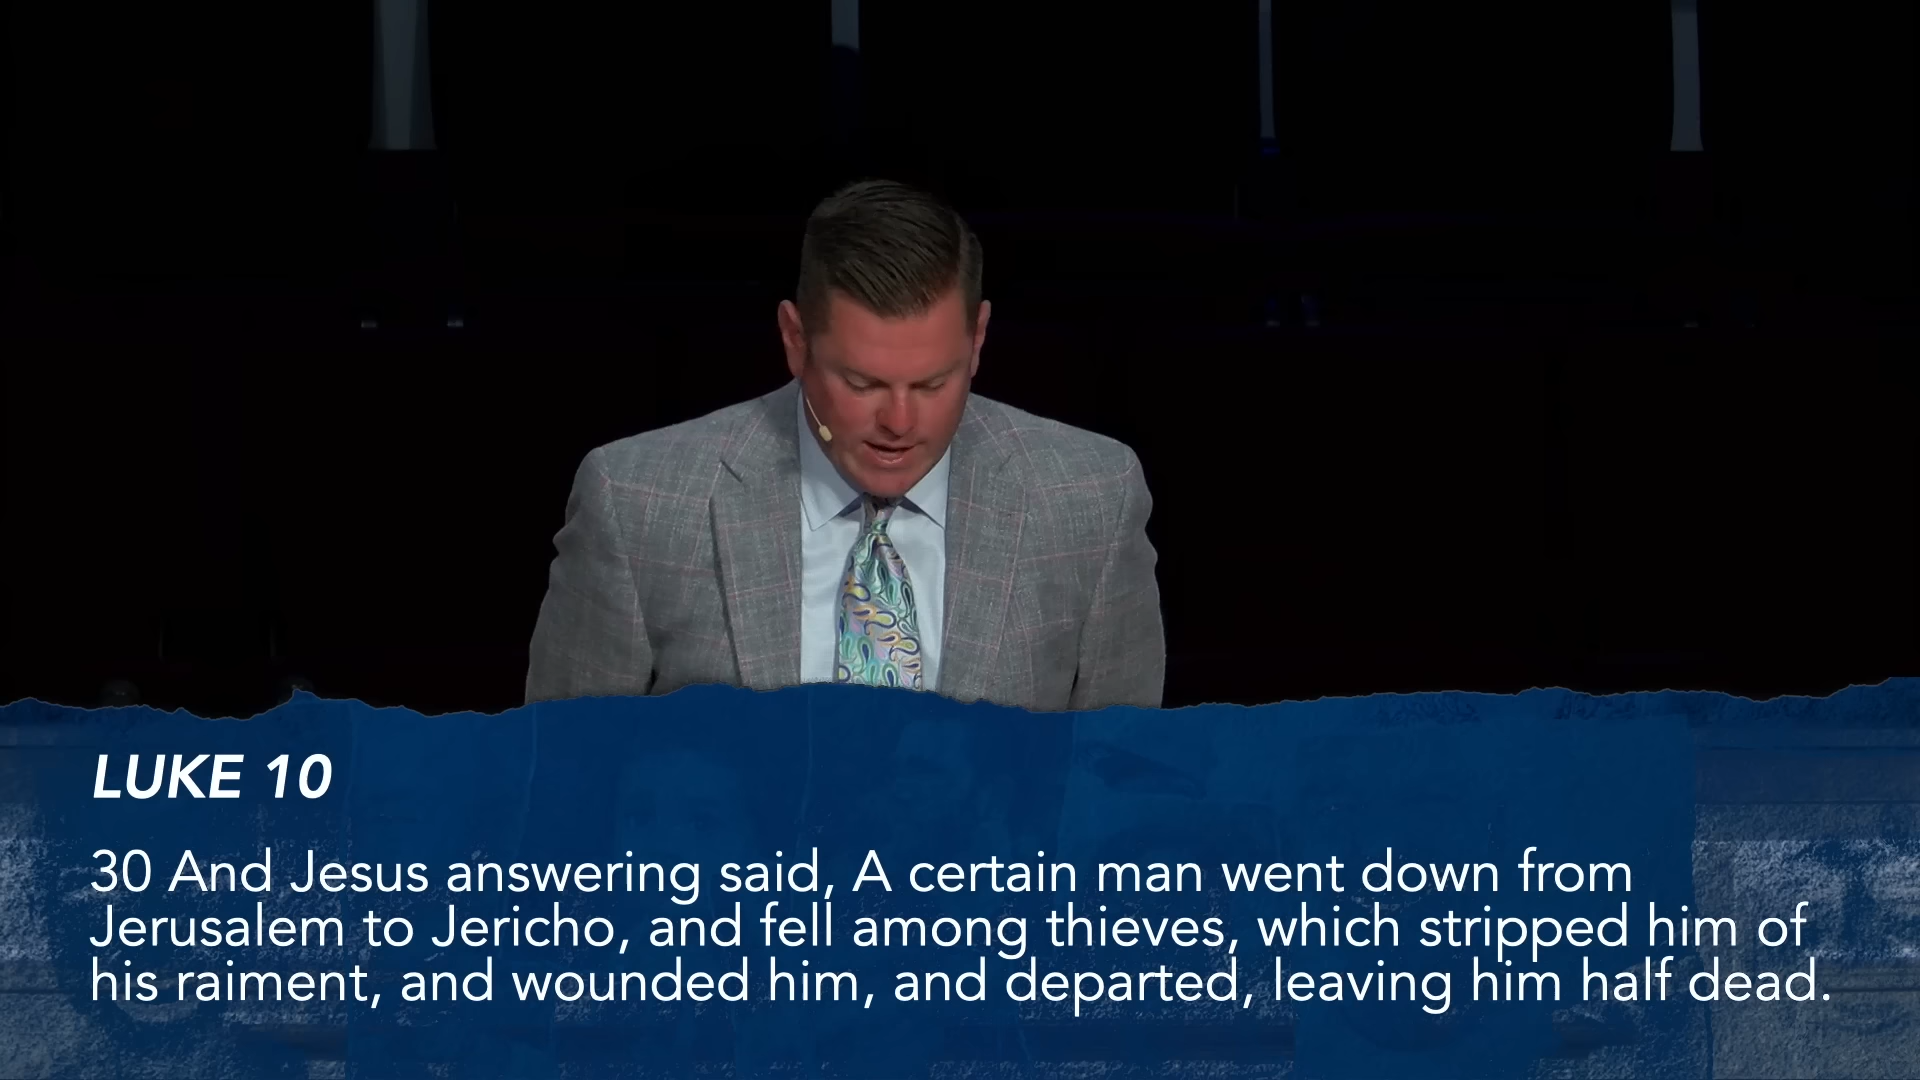 LUKE 10
30 And Jesus answering said, A certain man went down from
Jerusalem to Jericho, and fell among thieves, which stripped him of
his raiment, and wounded him, and departed, leaving him half dead.